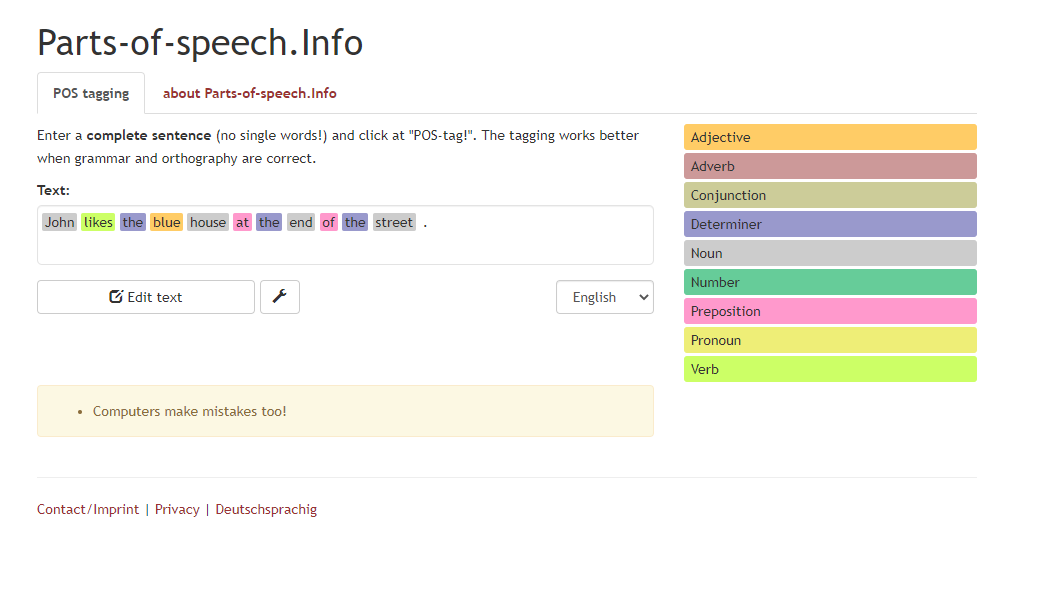 Parts-of-speech.Info
POS tagging
about Parts-of-speech.Info
Enter a complete sentence (no single words!) and click at "POS-tag!". The tagging works better
when grammar and orthography are correct.
Text:
John likes the blue house at the end of the street .
Edit text
English
Computers make mistakes too!
Adjective
Adverb
Conjunction
Determiner
Noun
Number
Preposition
Pronoun
Verb
Contact/Imprint | Privacy | Deutschsprachig